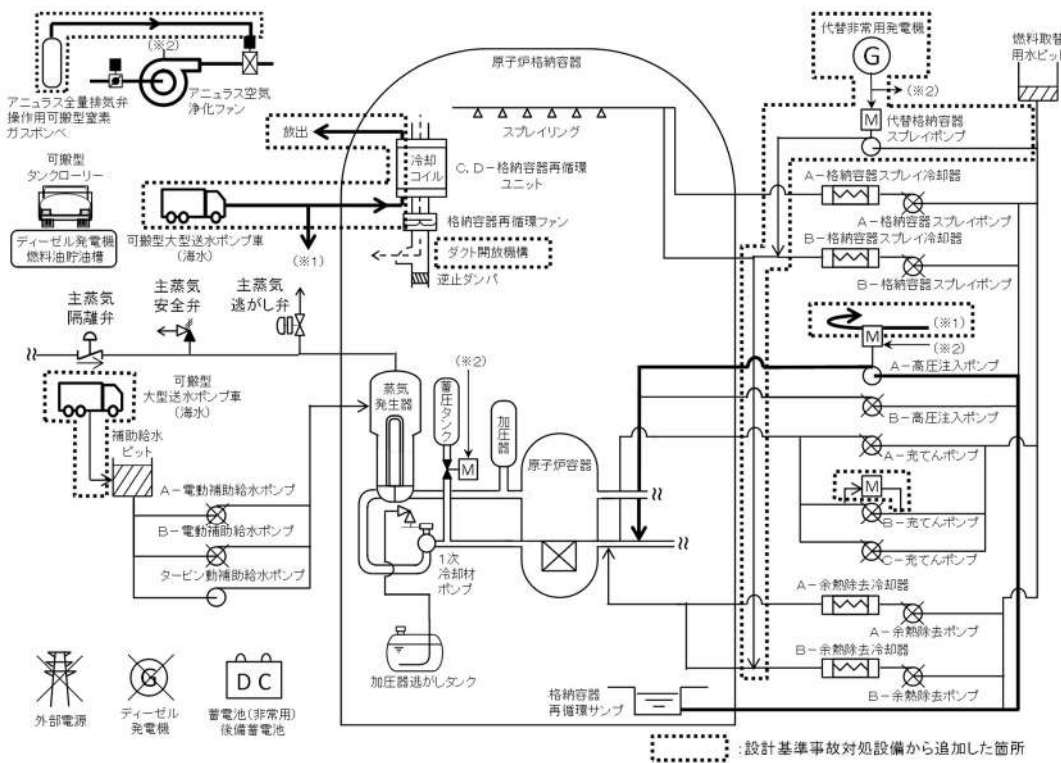 (※2)
アニュラス全量排気弁
操作用可搬型窒素
ガスボンベ
アニュラス空気
浄化ファン
可搬型
タンクローリー
ディーゼル発電機
燃料油貯油槽
放出
可搬型大型送水ポンプ車
(海水)
(※1)
原子炉格納容器
スプレイリング
冷却
コイル
C,D-格納容器再循環
ユニット
格納容器再循環ファン
ダクト開放機構
逆止ダンパ
代替非常用発電機
G
(※2)
M
代替格納容器
スプレイポンプ
燃料取替
用水ピット
A-格納容器スプレイ冷却器
A-格納容器スプレイポンプ
B-格納容器スプレイ冷却器
B-格納容器スプレイポンプ
(※1)
M
(※2)
A-高圧注入ポンプ
B-高圧注入ポンプ
A-充てんポンプ
M
B-充てんポンプ
C-充てんポンプ
A-余熱除去冷却器
A-余熱除去ポンプ
B-余熱除去冷却器
B-余熱除去ポンプ
主蒸気
隔離弁
主蒸気
安全弁
主蒸気
逃がし弁
可搬型
大型送水ポンプ車
(海水)
補助給水
ピット
A-電動補助給水ポンプ
B-電動補助給水ポンプ
タービン動補助給水ポンプ
蒸気
発生器
蓄圧タンク
(※2)
M
加圧器
原子炉容器
1次
冷却材
ポンプ
加圧器逃がしタンク
格納容器
再循環サンプ
外部電源
G
ディーゼル
発電機
DC
蓄電池(非常用)
後備蓄電池
:設計基準事故対処設備から追加した箇所